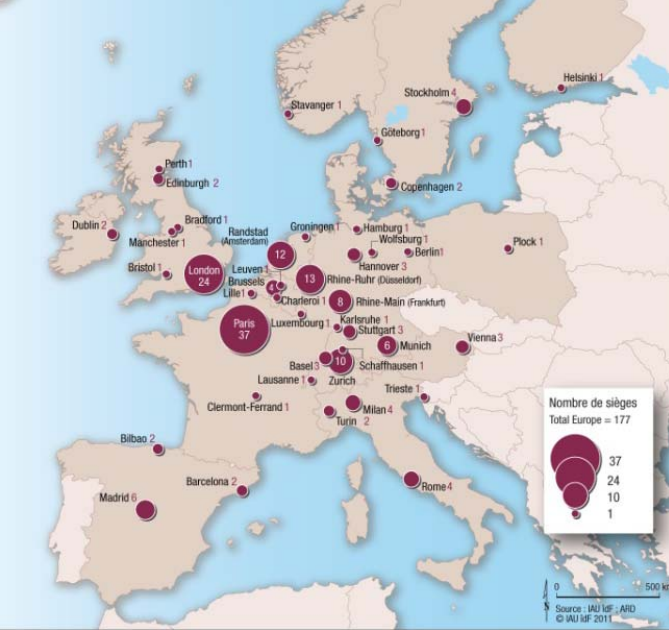 Helsinki 1
Stockholm 4
Stavanger 1
Göteborg 1
Perth 1
Edinburgh 2
Copenhagen 2
Dublin 2
Bradford 1
Manchester 1
Randstad
(Amsterdam)
12
Groningen 1
Hamburg 1
Wolfsburg 1
Berlin 1
Hannover 3
Plock 1
Bristol 1
London
24
Leuven 1
Brussels
4
Lille 1
Charleroi 1
13
Rhine-Ruhr (Düsseldorf)
8
Rhine-Main (Frankfurt)
Paris
37
Luxembourg 1
Karlsruhe 1
Stuttgart 3
6
Munich
Vienna 3
Basel 3
10
Zurich
Schaffhausen 1
Lausanne 1
Clermont-Ferrand 1
Trieste 1
Milan 4
Turin 2
Bilbao 2
Barcelona 2
Madrid 6
Rome 4
Nombre de sièges
Total Europe = 177
37
24
10
1
0 500 k
N
Source : IAU îdF ; ARD
© IAU îdF 2011